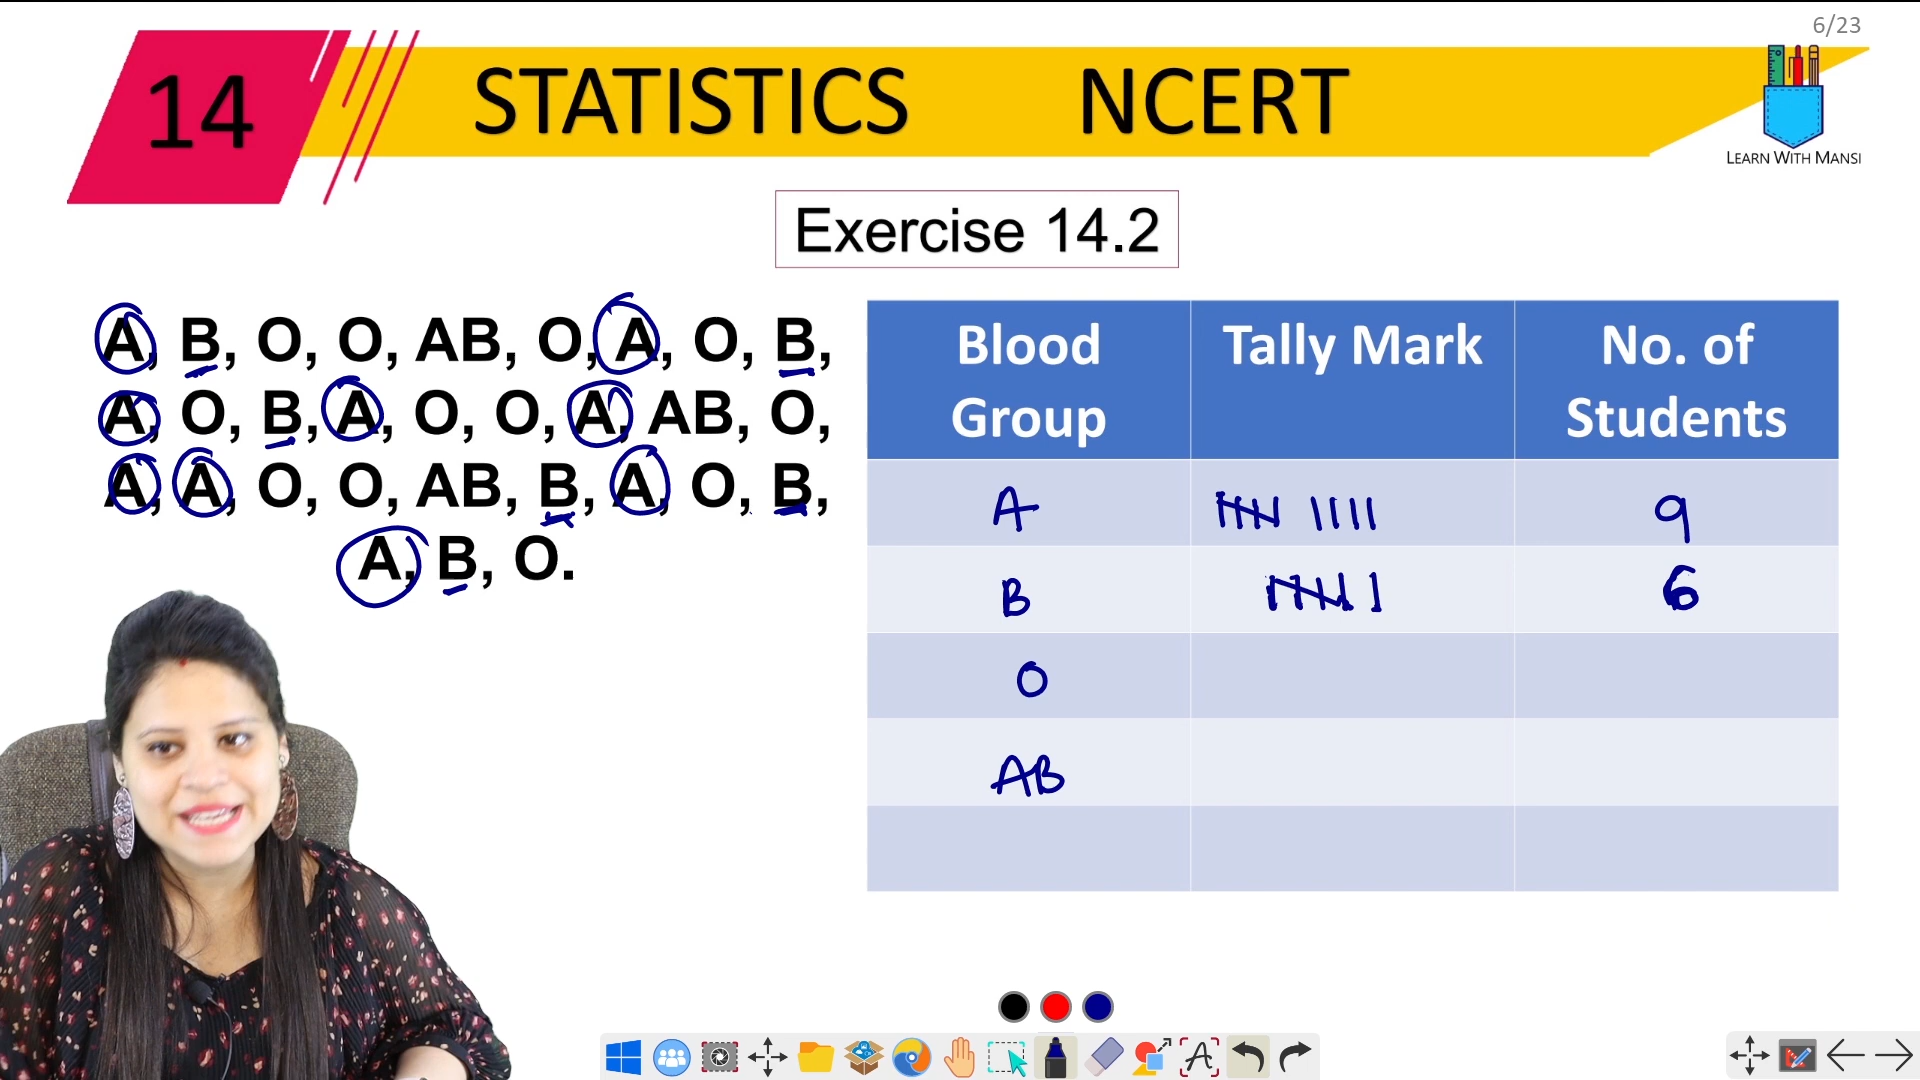 6/23
14 STATISTICS NCERT
LEARN WITH MANSI
Exercise 14.2
A, B, O, O, AB, O, A, O, B,
A, O, B, A, O, O, A, AB, O,
A, A, O, O, AB, B, A, O, B,
A, B, O.
Blood Group Tally Mark No. of Students
A 9
B 6
O
AB